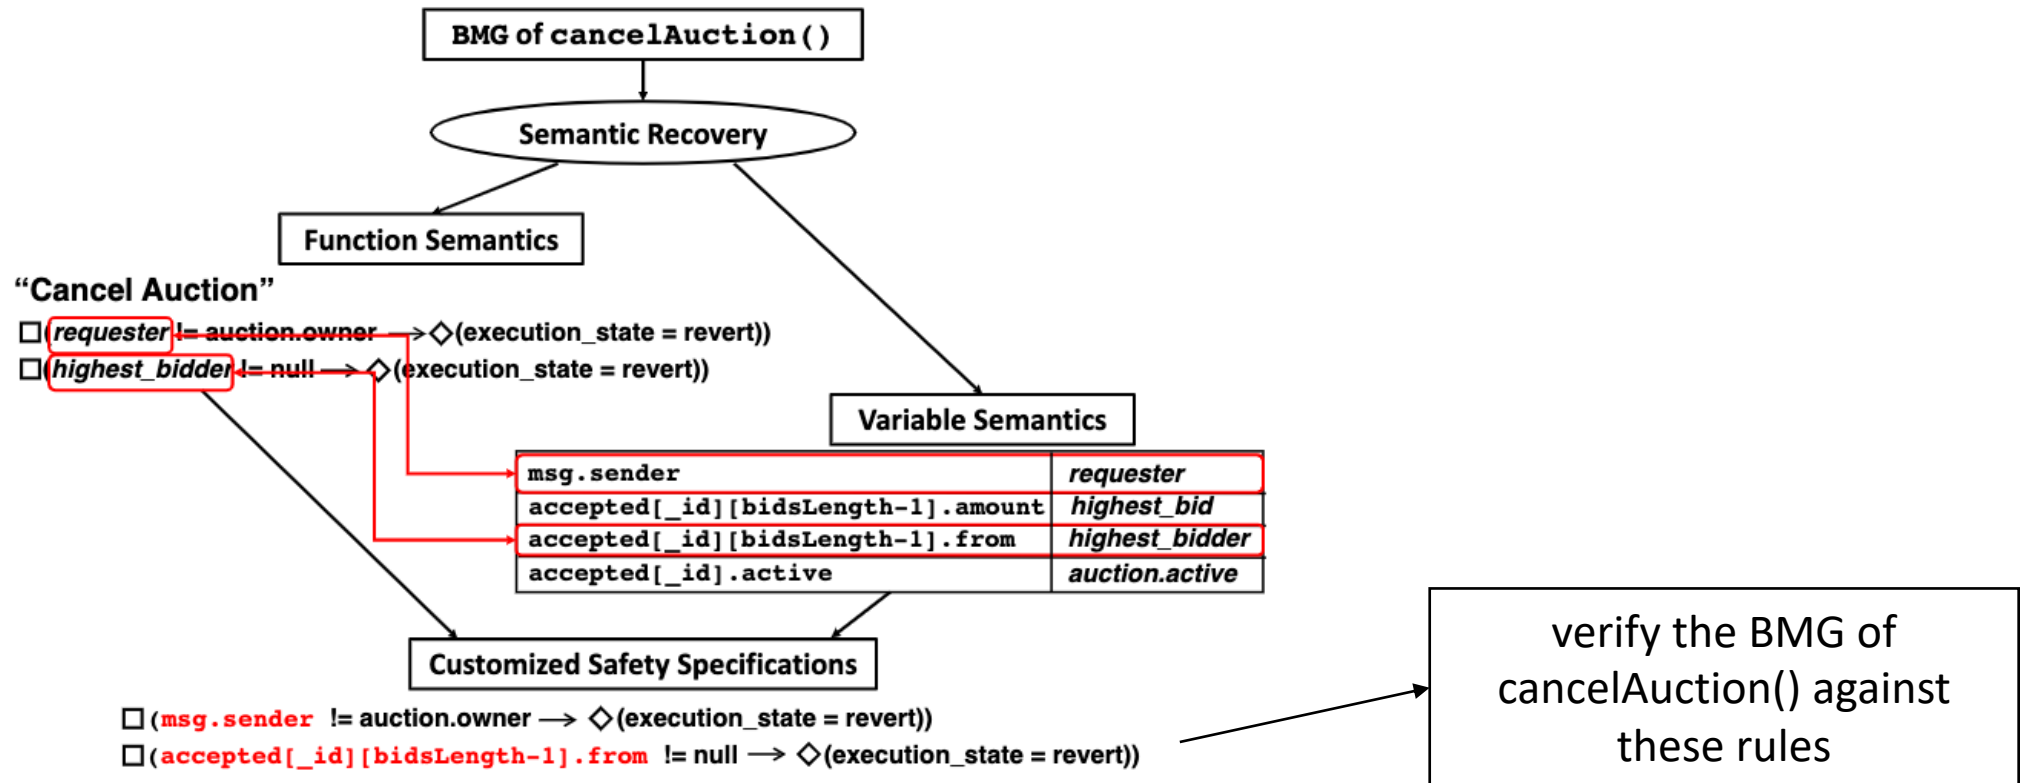 BMG of cancelAuction()
Semantic Recovery
Function Semantics
“Cancel Auction”
□(requester != auction.owner → ◇(execution_state = revert))
□(highest_bidder != null → ◇(execution_state = revert))
Variable Semantics
msg.sender requester
accepted[_id][bidsLength-1].amount highest_bid
accepted[_id][bidsLength-1].from highest_bidder
accepted[_id].active auction.active
Customized Safety Specifications
□(msg.sender != auction.owner → ◇(execution_state = revert))
□(accepted[_id][bidsLength-1].from != null → ◇(execution_state = revert))
verify the BMG of
cancelAuction() against
these rules